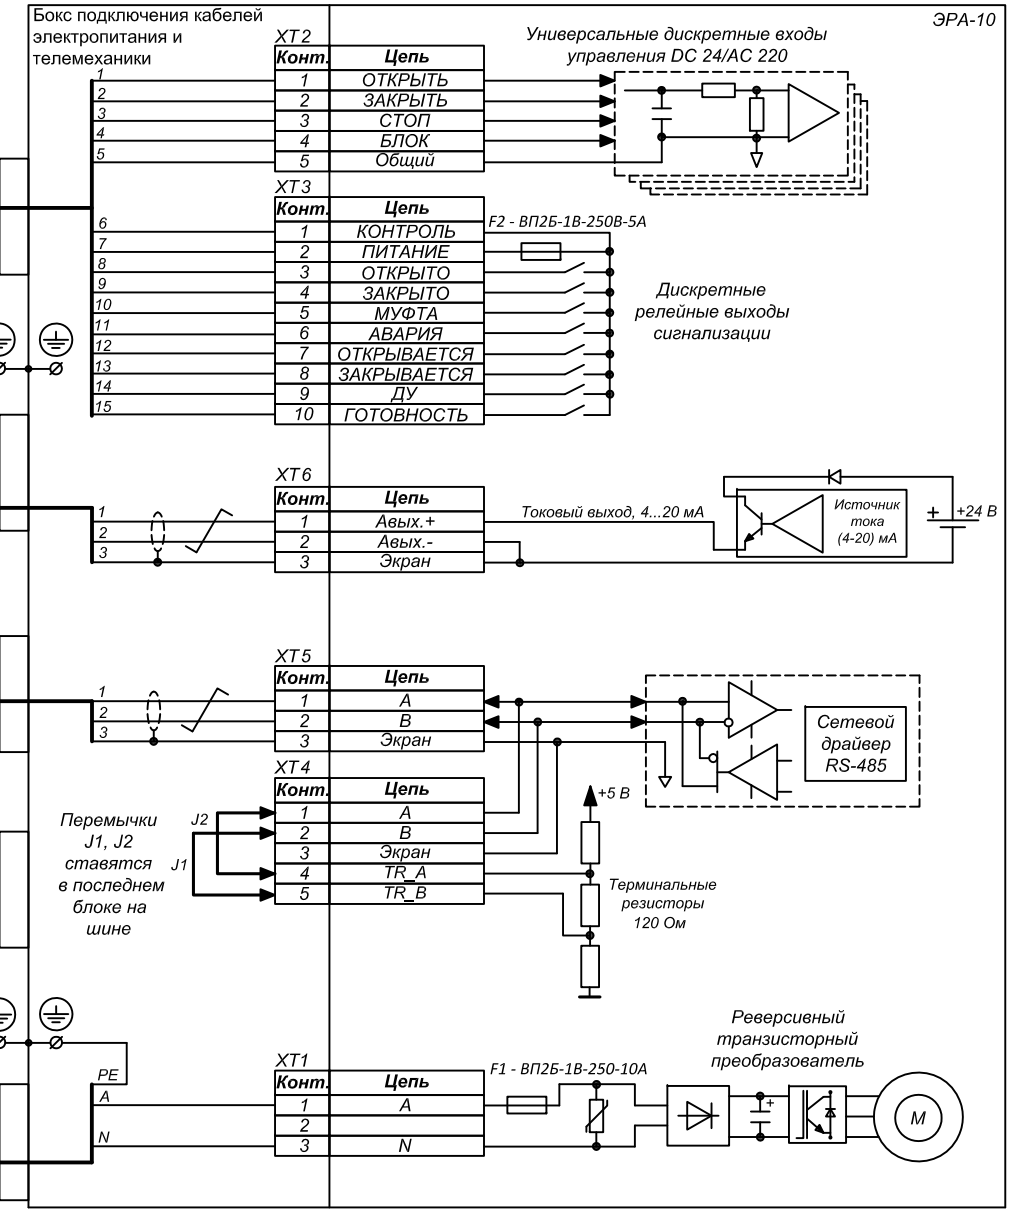 Бокс подключения кабелей
электропитания и
телемеханики
ЭРА-10
XT2
Конт. Цепь
1 1 ОТКРЫТЬ
2 2 ЗАКРЫТЬ
3 3 СТОП
4 4 БЛОК
5 5 Общий
Универсальные дискретные входы
управления DC 24/AC 220
XT3
Конт. Цепь
6 1 КОНТРОЛЬ
7 2 ПИТАНИЕ
8 3 ОТКРЫТО
9 4 ЗАКРЫТО
10 5 МУФТА
11 6 АВАРИЯ
12 7 ОТКРЫВАЕТСЯ
13 8 ЗАКРЫВАЕТСЯ
14 9 ДУ
15 10 ГОТОВНОСТЬ
F2 - ВП2Б-1В-250В-5А
Дискретные
релейные выходы
сигнализации
XT6
Конт. Цепь
1 1 Авых.+
2 2 Авых.-
3 3 Экран
Токовый выход, 4...20 мА
Источник
тока
(4-20) мА
+ +24 В
XT5
Конт. Цепь
1 1 A
2 2 B
3 3 Экран
Сетевой
драйвер
RS-485
XT4
Конт. Цепь
1 A
2 B
3 Экран
4 TR_A
5 TR_B
J2
J1
Перемычки
J1, J2
ставятся
в последнем
блоке на
шине
+5 В
Терминальные
резисторы
120 Ом
Реверсивный
транзисторный
преобразователь
XT1
Конт. Цепь
PE
A 1 A
2
N 3 N
F1 - ВП2Б-1В-250-10А
+
M